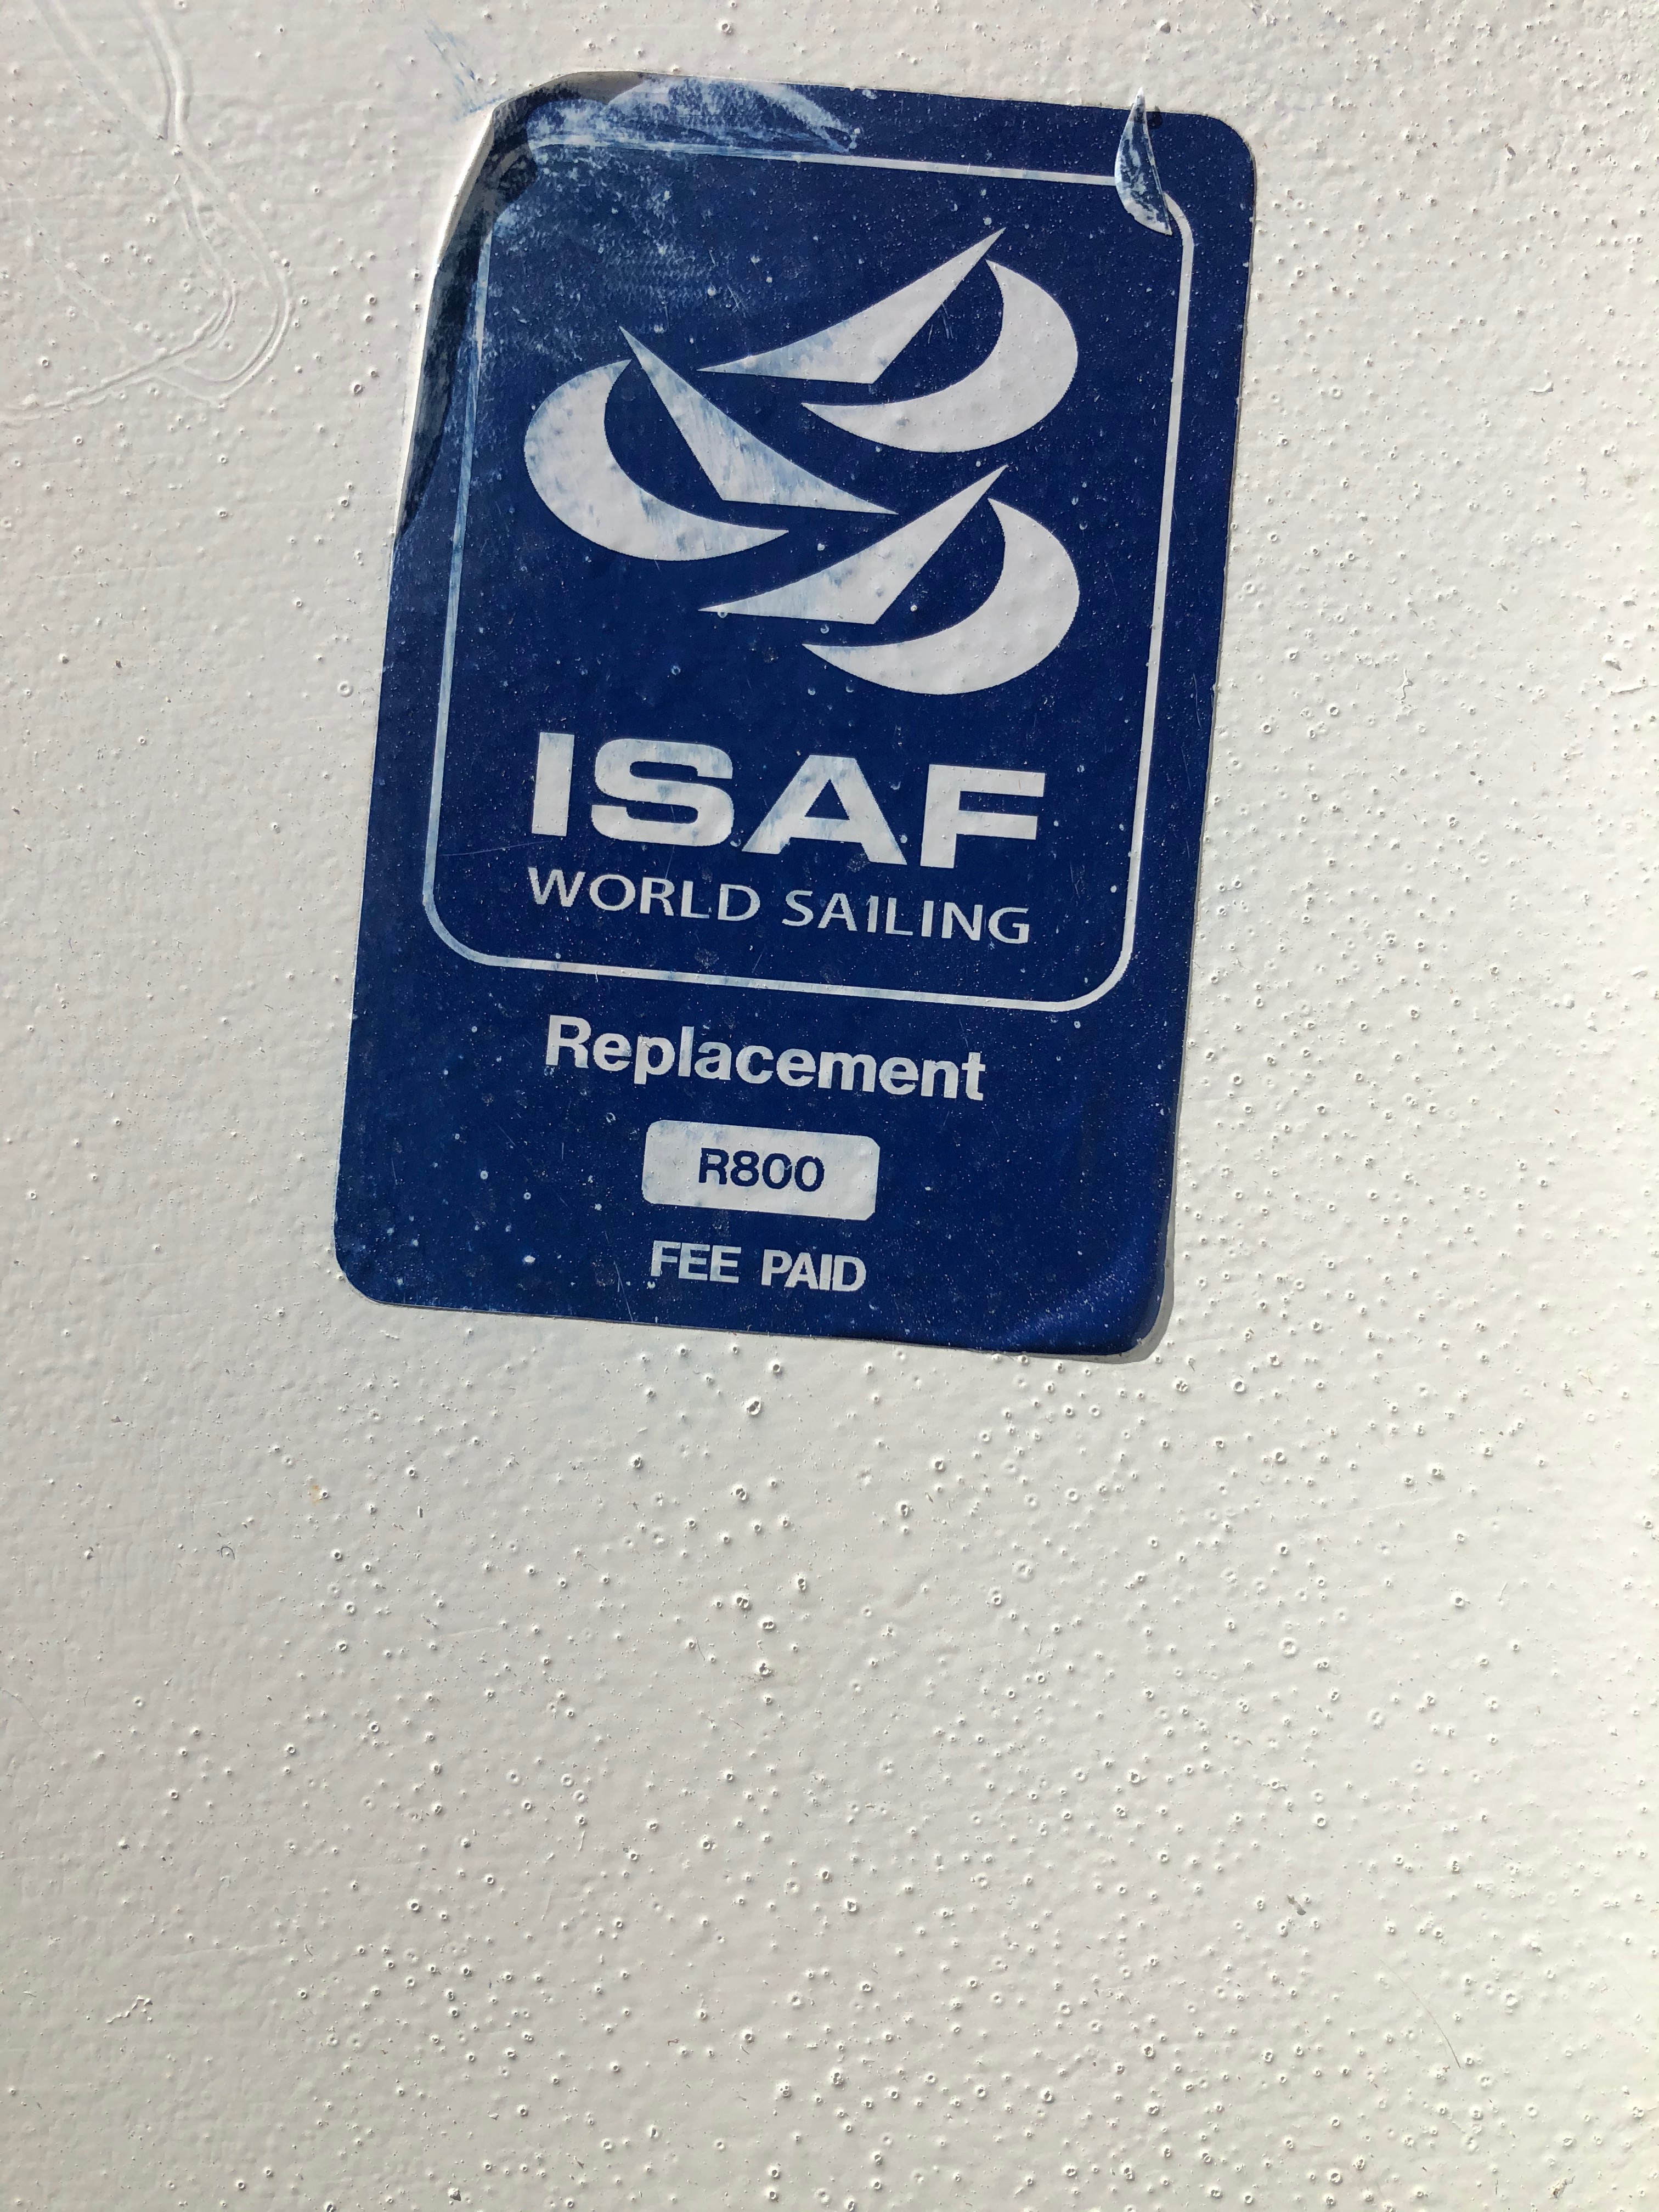 ISAF
WORLD SAILING
Replacement
R800
FEE PAID